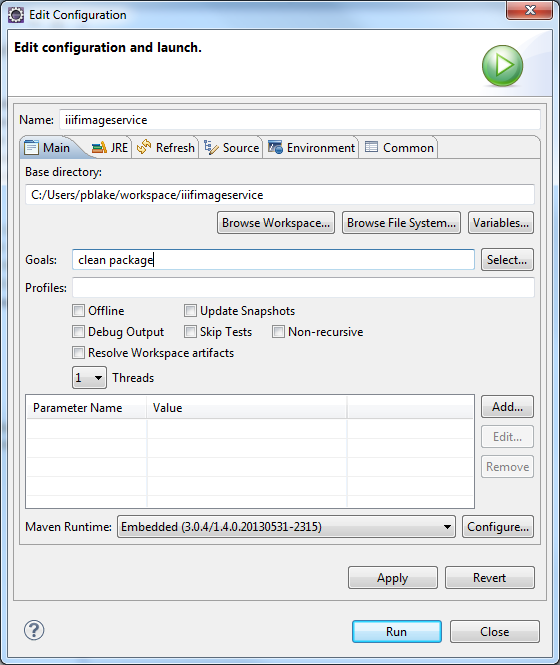 Edit Configuration
Edit configuration and launch.
Name: iiifimageservice
Main JRE Refresh Source Environment Common
Base directory:
C:/Users/pblake/workspace/iiifimageservice
Browse Workspace... Browse File System... Variables...
Goals: clean package Select...
Profiles:
Offline Update Snapshots
Debug Output Skip Tests Non-recursive
Resolve Workspace artifacts
1 Threads
Parameter Name Value Add...
Edit...
Remove
Maven Runtime: Embedded (3.0.4/1.4.0.20130531-2315) Configure...
Apply Revert
? Run Close